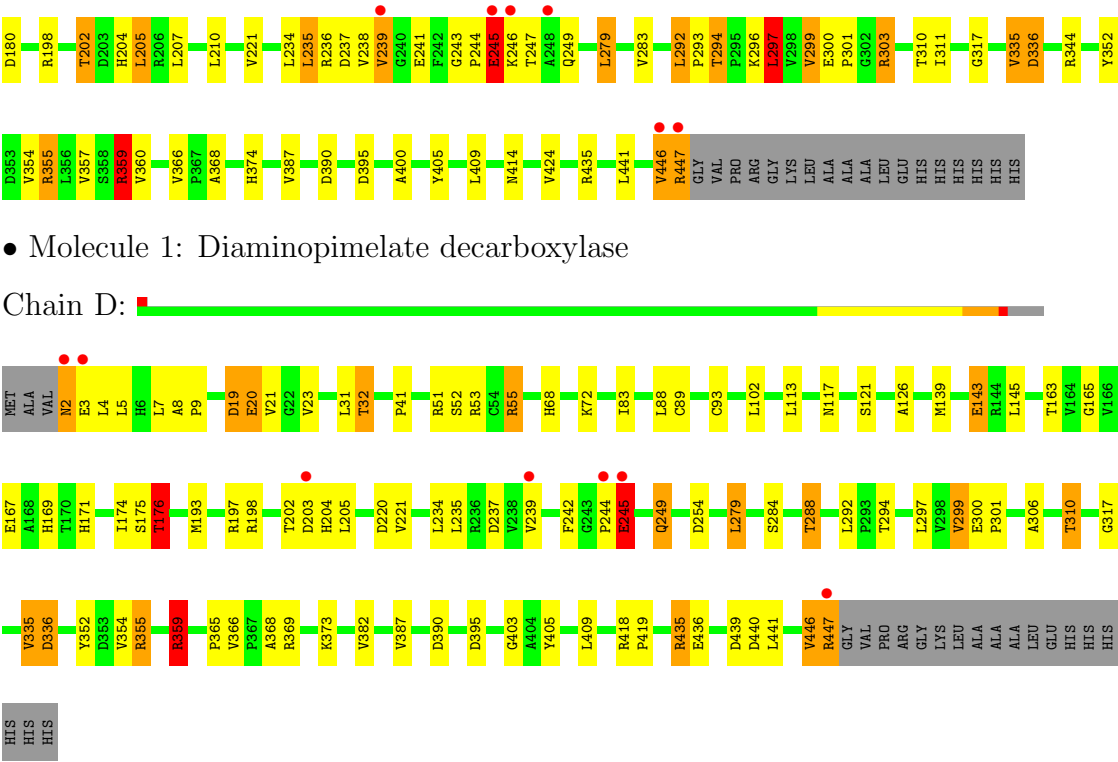 D180 R198 T202 D203 H204 L205 R206 L207 L210 V221 L234 L235 R236 D237 V238 V239 G240 E241 F242 G243 P244 E245 K246 T247 A248 Q249 L279 V283 L292 P293 T294 P295 K296 L297 V298 V299 E300 P301 G302 R303 T310 I311 G317 V335 D336 R344 Y352
D353 V354 R355 L356 V357 S358 R359 V360 V366 P367 A368 H374 V387 D390 D395 A400 Y405 L409 N414 V424 R435 L441 V446 R447 GLY VAL PRO ARG GLY LYS LEU ALA ALA ALA LEU GLU HIS HIS HIS HIS HIS HIS
• Molecule 1: Diaminopimelate decarboxylase
Chain D:
MET ALA VAL N2 E3 L4 L5 H6 L7 A8 P9 D19 E20 V21 G22 V23 L31 T32 P41 R51 S52 R53 C54 R55 H68 K72 I83 L88 C89 C93 L102 L113 N117 S121 A126 M139 E143 R144 L145 T163 V164 G165 V166
E167 A168 H169 T170 H171 I174 S175 T176 M193 R197 R198 T202 D203 H204 L205 D220 V221 L234 L235 R236 D237 V238 V239 F242 G243 P244 E245 Q249 D254 L279 S284 T288 L292 P293 T294 L297 V298 V299 E300 P301 A306 T310 G317
V335 D336 Y352 D353 V354 R355 R359 P365 V366 P367 A368 R369 K373 V382 V387 D390 D395 G403 A404 Y405 L409 R418 P419 R435 E436 D439 D440 L441 V446 R447 GLY VAL PRO ARG GLY LYS LEU ALA ALA ALA LEU GLU HIS HIS HIS
HIS HIS HIS